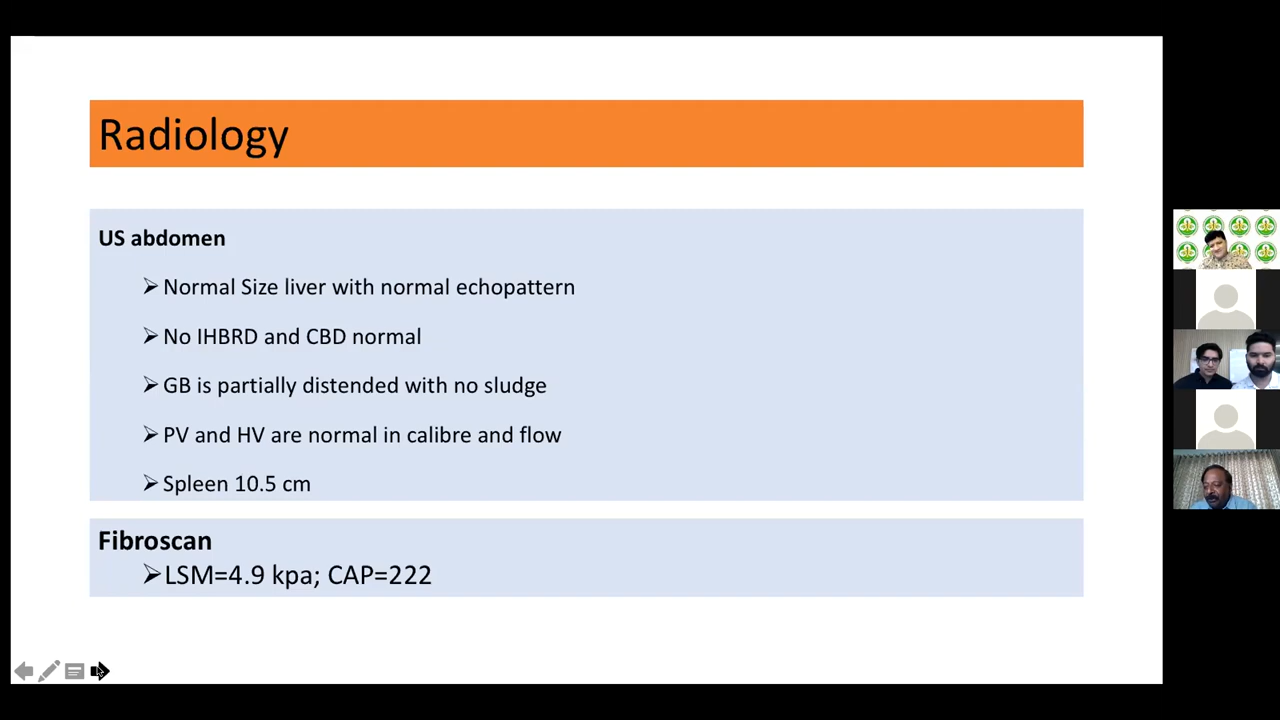 Radiology
US abdomen
➢Normal Size liver with normal echopattern
➢No IHBRD and CBD normal
➢GB is partially distended with no sludge
➢PV and HV are normal in calibre and flow
➢Spleen 10.5 cm
Fibroscan
➢LSM=4.9 kpa; CAP=222